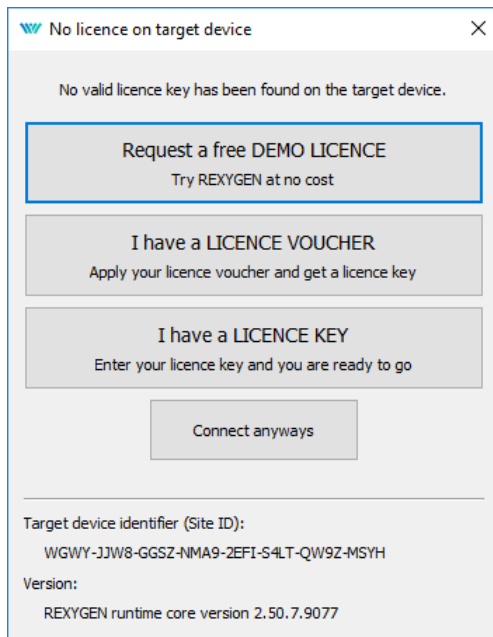 No licence on target device
No valid licence key has been found on the target device.
Request a free DEMO LICENCE
Try REXYGEN at no cost
I have a LICENCE VOUCHER
Apply your licence voucher and get a licence key
I have a LICENCE KEY
Enter your licence key and you are ready to go
Connect anyways
Target device identifier (Site ID):
WGWY-JJW8-GGSZ-NMA9-2EFI-S4LT-QW9Z-MSYH
Version:
REXYGEN runtime core version 2.50.7.9077